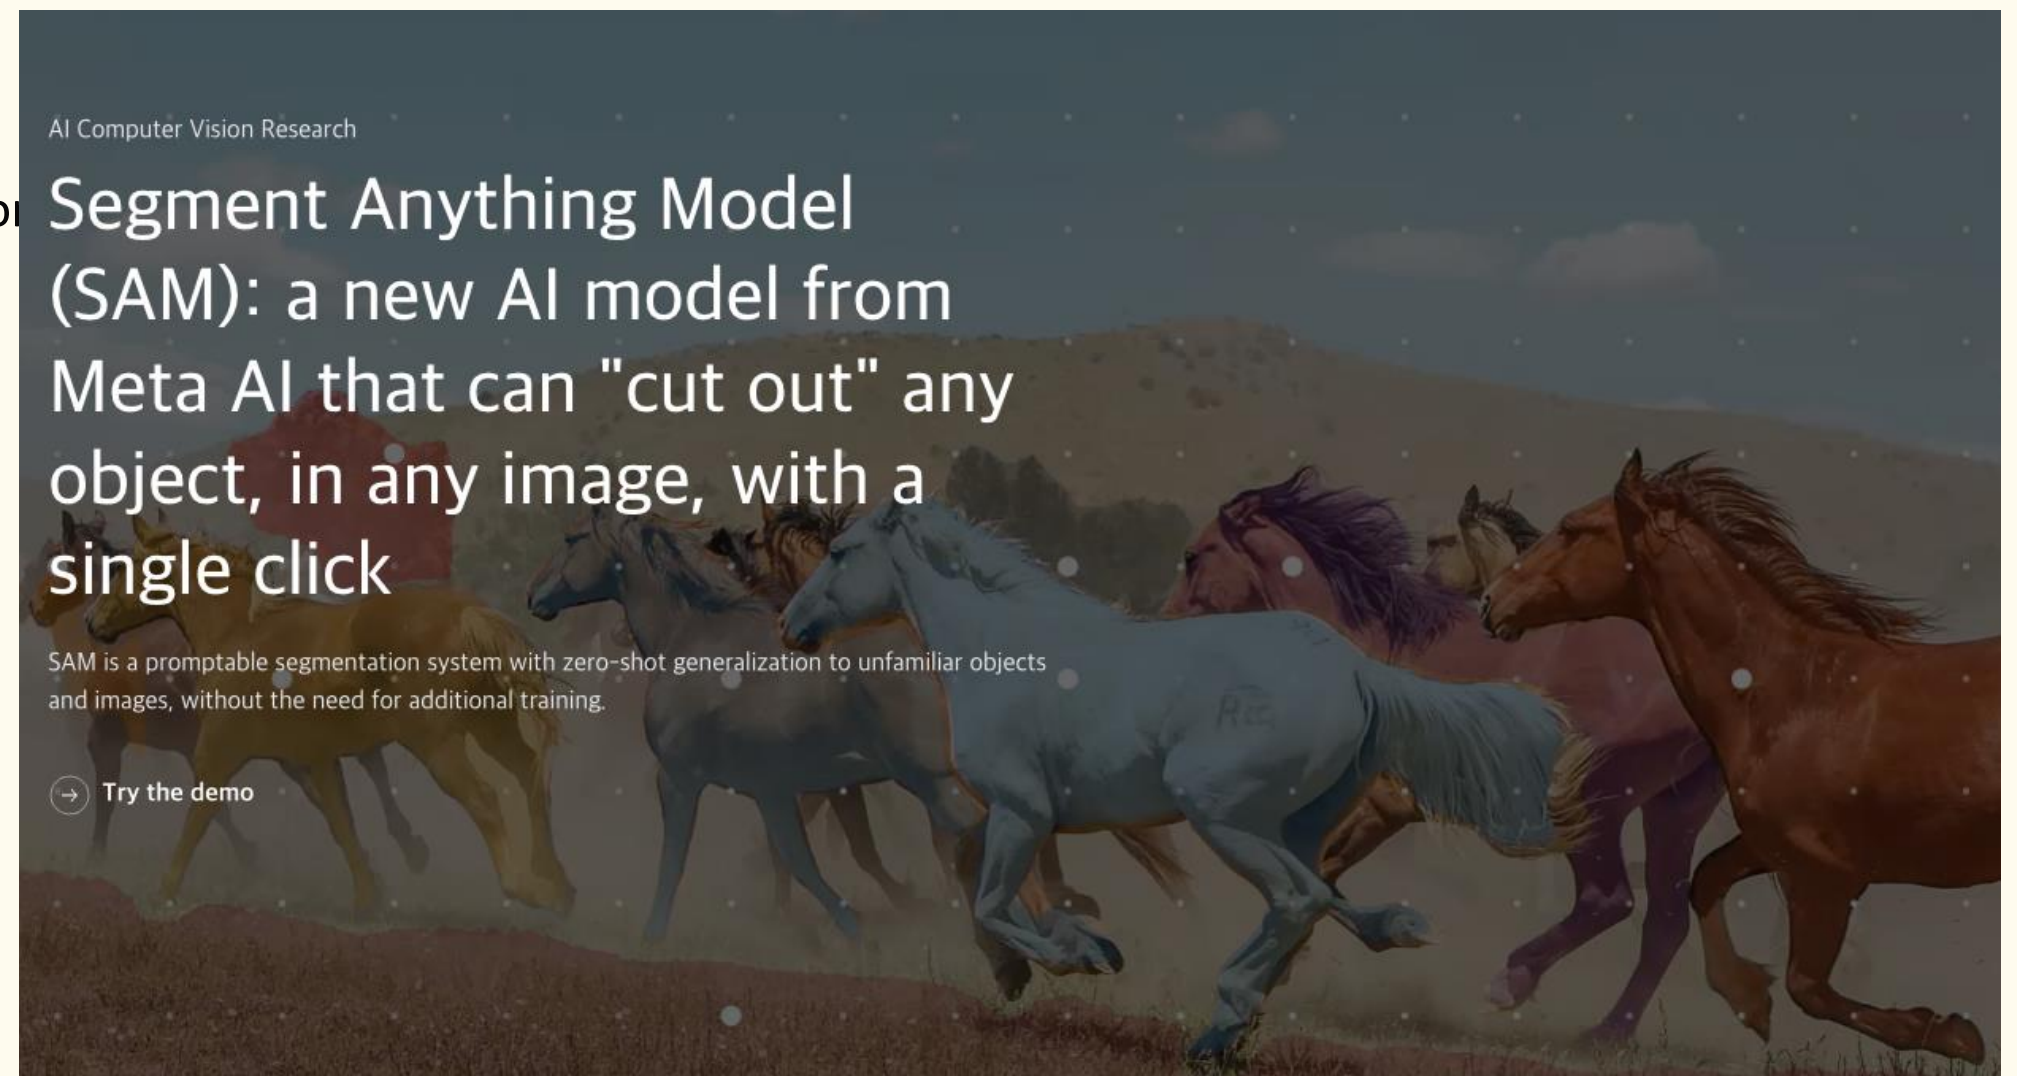 AI Computer Vision Research
Segment Anything Model
(SAM): a new AI model from
Meta AI that can "cut out" any
object, in any image, with a
single click
SAM is a promptable segmentation system with zero-shot generalization to unfamiliar objects
and images, without the need for additional training.
Try the demo